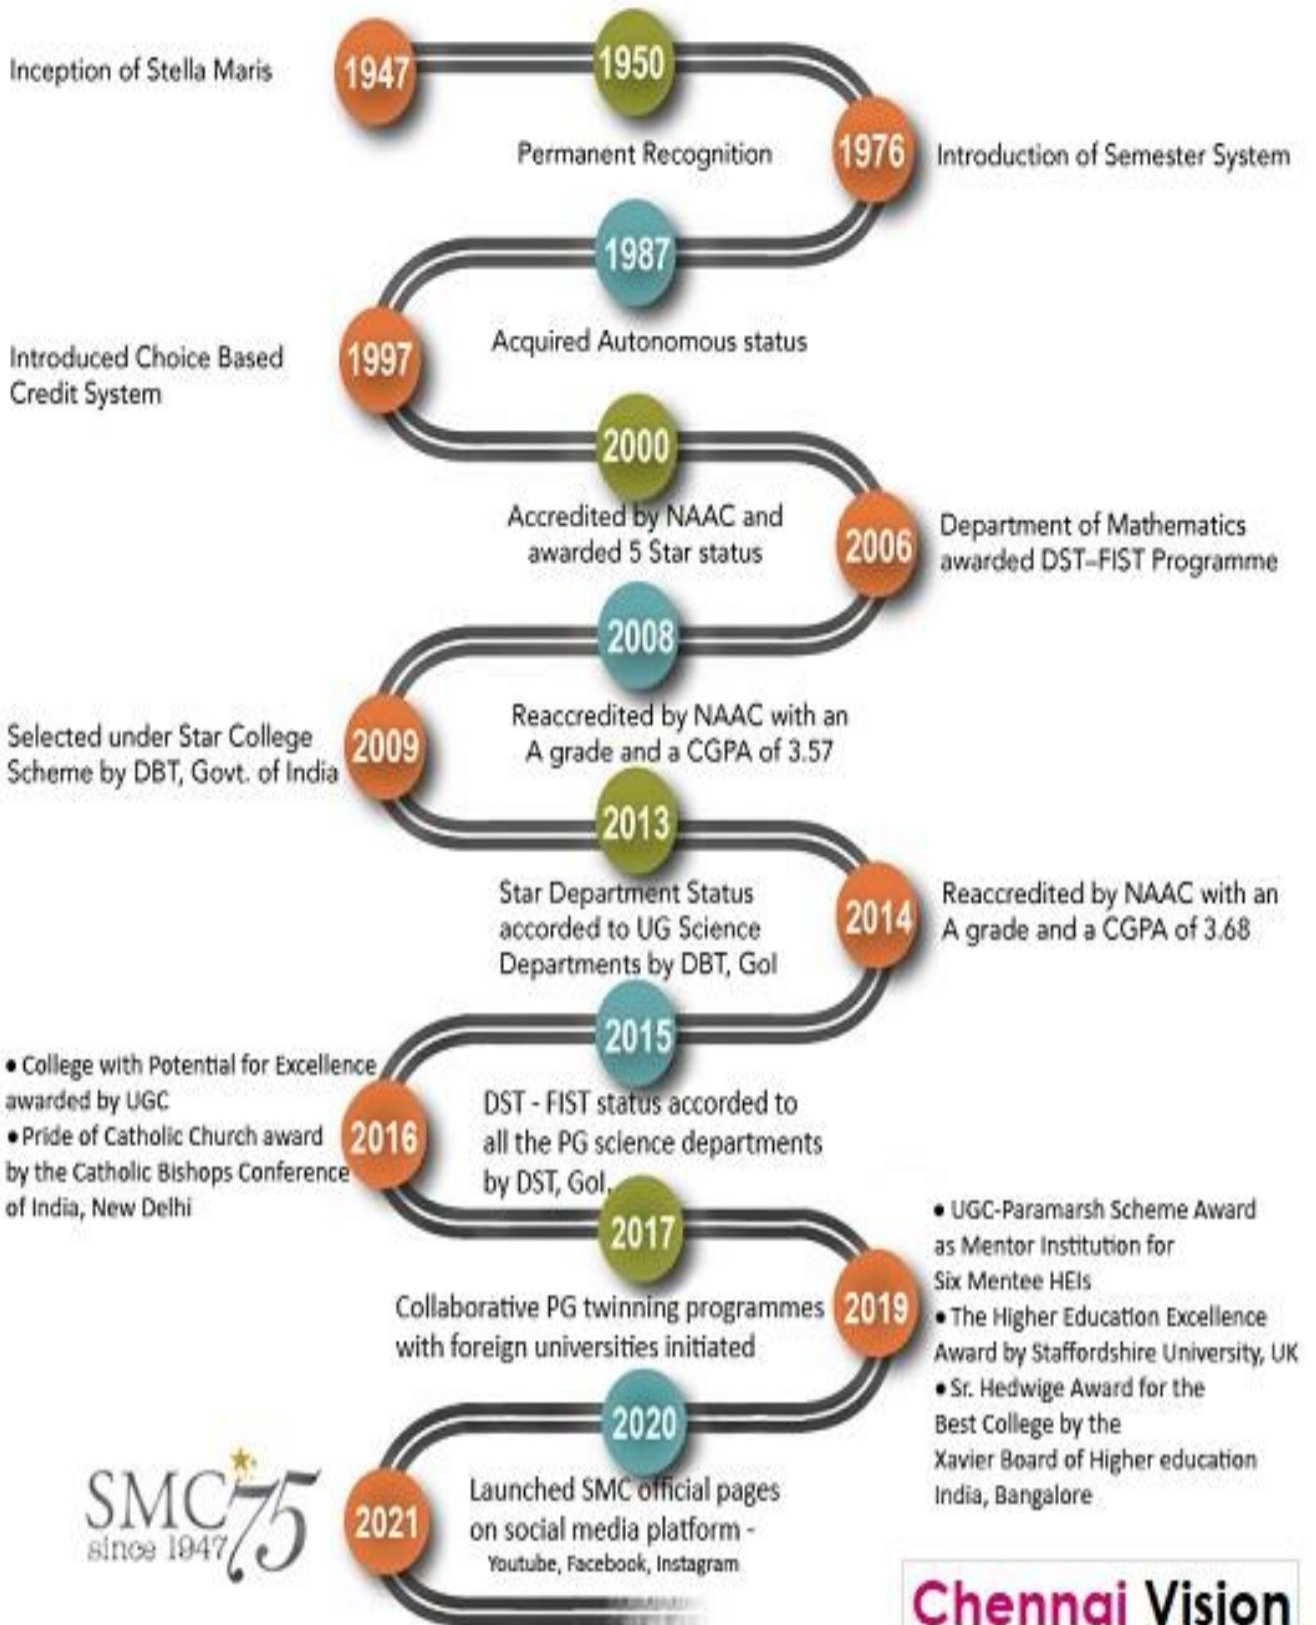 Inception of Stella Maris
1947
1950
Permanent Recognition
1976
Introduction of Semester System
1987
Acquired Autonomous status
Introduced Choice Based
Credit System
1997
2000
Accredited by NAAC and
awarded 5 Star status
2006
Department of Mathematics
awarded DST–FIST Programme
2008
Reaccredited by NAAC with an
A grade and a CGPA of 3.57
Selected under Star College
Scheme by DBT, Govt. of India
2009
2013
Star Department Status
accorded to UG Science
Departments by DBT, GoI
2014
Reaccredited by NAAC with an
A grade and a CGPA of 3.68
2015
DST - FIST status accorded to
all the PG science departments
by DST, GoI.
• College with Potential for Excellence
awarded by UGC
• Pride of Catholic Church award
by the Catholic Bishops Conference
of India, New Delhi
2016
2017
Collaborative PG twinning programmes
with foreign universities initiated
2019
• UGC-Paramarsh Scheme Award
as Mentor Institution for
Six Mentee HEIs
• The Higher Education Excellence
Award by Staffordshire University, UK
• Sr. Hedwige Award for the
Best College by the
Xavier Board of Higher education
India, Bangalore
2020
Launched SMC official pages
on social media platform -
Youtube, Facebook, Instagram
SMC 75
since 1947
2021
Chennai Vision